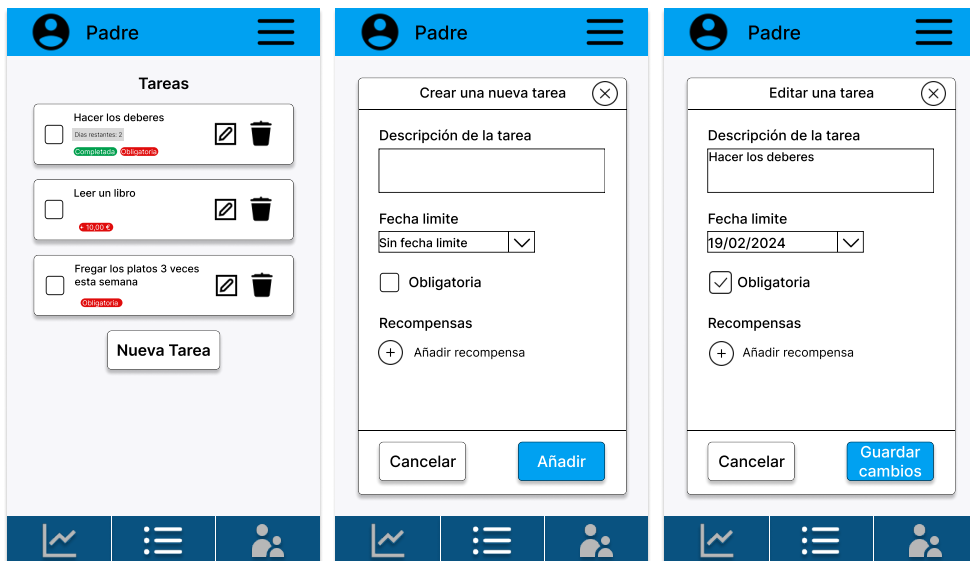 Padre
Tareas
Hacer los deberes
Dias restantes: 2
Completada Obligatoria
Leer un libro
+ 10,00 €
Fregar los platos 3 veces
esta semana
Obligatoria
Nueva Tarea
Padre
Crear una nueva tarea
Descripción de la tarea
Fecha limite
Sin fecha limite
Obligatoria
Recompensas
Añadir recompensa
Cancelar
Añadir
Padre
Editar una tarea
Descripción de la tarea
Hacer los deberes
Fecha limite
19/02/2024
Obligatoria
Recompensas
Añadir recompensa
Cancelar
Guardar
cambios